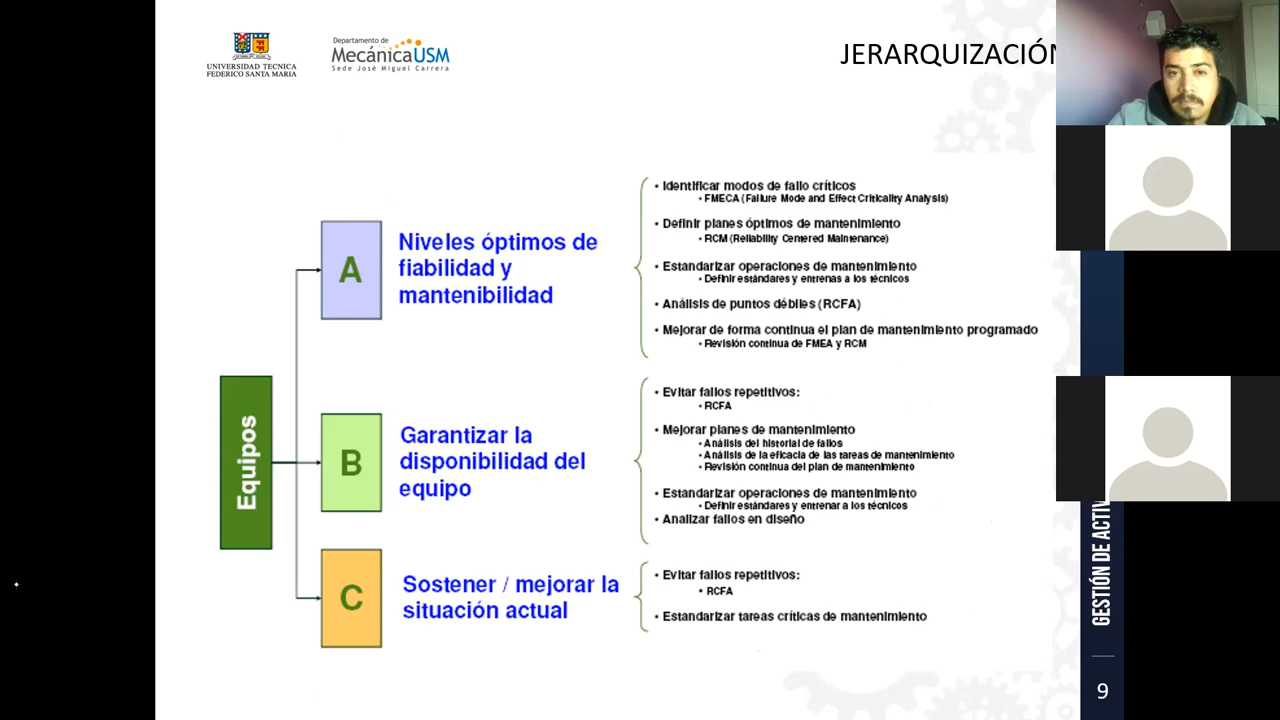 UNIVERSIDAD TECNICA
FEDERICO SANTA MARIA
Departamento de
MecánicaUSM
Sede José Miguel Carrera
JERARQUIZACIÓN
Equipos
A
Niveles óptimos de
fiabilidad y
mantenibilidad
• Identificar modos de fallo críticos
• FMECA (Failure Mode and Effect Criticality Analysis)
• Definir planes óptimos de mantenimiento
• RCM (Reliability Centered Maintenance)
• Estandarizar operaciones de mantenimiento
• Definir estándares y entrenas a los técnicos
• Análisis de puntos débiles (RCFA)
• Mejorar de forma continua el plan de mantenimiento programado
• Revisión continua de FMEA y RCM
B
Garantizar la
disponibilidad del
equipo
• Evitar fallos repetitivos:
• RCFA
• Mejorar planes de mantenimiento
• Análisis del historial de fallos
• Análisis de la eficacia de las tareas de mantenimiento
• Revisión continua del plan de mantenimiento
• Estandarizar operaciones de mantenimiento
• Definir estándares y entrenar a los técnicos
• Analizar fallos en diseño
C
Sostener / mejorar la
situación actual
• Evitar fallos repetitivos:
• RCFA
• Estandarizar tareas críticas de mantenimiento
GESTIÓN DE ACTIV
9